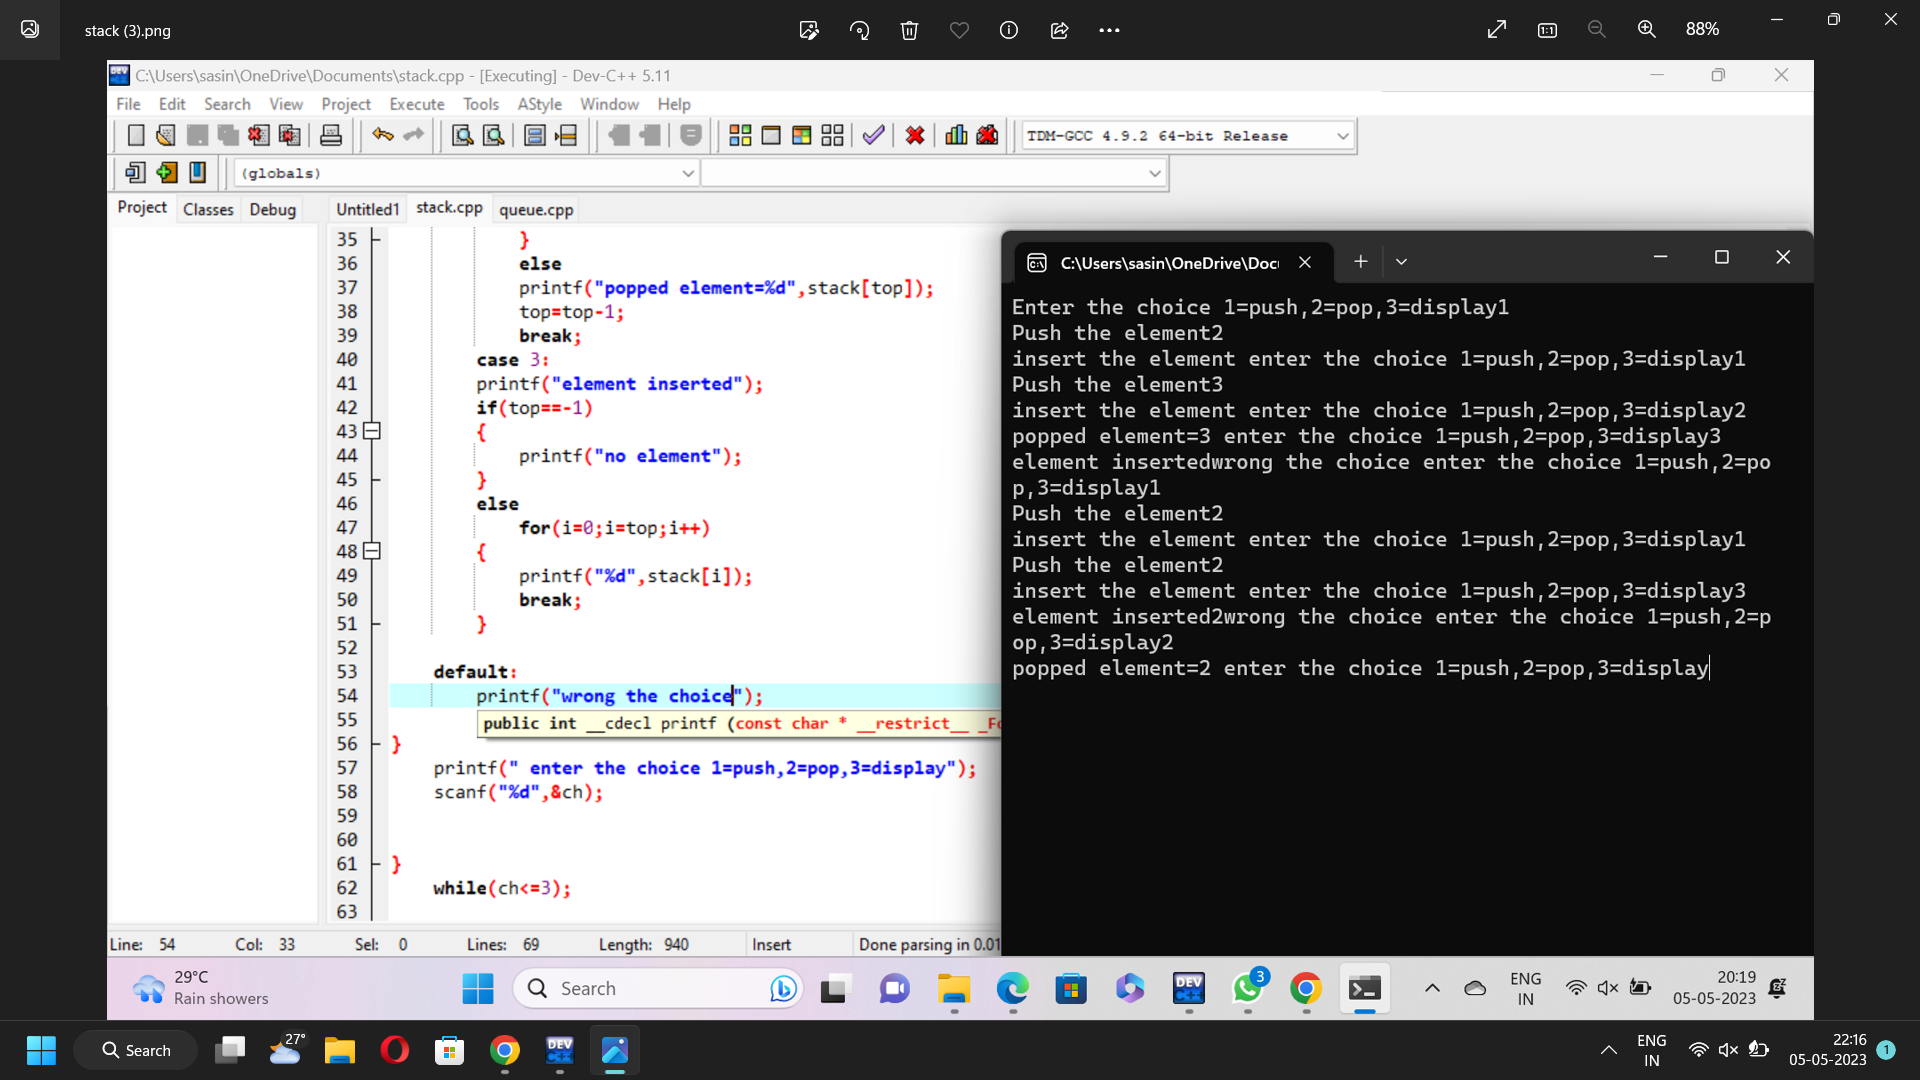 stack (3).png
88%
C:\Users\sasin\OneDrive\Documents\stack.cpp - [Executing] - Dev-C++ 5.11
File Edit Search View Project Execute Tools AStyle Window Help
TDM-GCC 4.9.2 64-bit Release
(globals)
Project Classes Debug Untitled1 stack.cpp queue.cpp
35 }
36 else
37 printf("popped element=%d",stack[top]);
38 top=top-1;
39 break;
40 case 3:
41 printf("element inserted");
42 if(top==-1)
43 {
44 printf("no element");
45 }
46 else
47 for(i=0;i=top;i++)
48 {
49 printf("%d",stack[i]);
50 break;
51 }
52
53 default:
54 printf("wrong the choice");
55 public int __cdecl printf (const char * __restrict__ _Fo
56 }
57 printf(" enter the choice 1=push,2=pop,3=display");
58 scanf("%d",&ch);
59
60
61 }
62 while(ch<=3);
63
Line: 54 Col: 33 Sel: 0 Lines: 69 Length: 940 Insert Done parsing in 0.01
C:\Users\sasin\OneDrive\Doc
Enter the choice 1=push,2=pop,3=display1
Push the element2
insert the element enter the choice 1=push,2=pop,3=display1
Push the element3
insert the element enter the choice 1=push,2=pop,3=display2
popped element=3 enter the choice 1=push,2=pop,3=display3
element insertedwrong the choice enter the choice 1=push,2=po
p,3=display1
Push the element2
insert the element enter the choice 1=push,2=pop,3=display1
Push the element2
insert the element enter the choice 1=push,2=pop,3=display3
element inserted2wrong the choice enter the choice 1=push,2=p
op,3=display2
popped element=2 enter the choice 1=push,2=pop,3=display
29°C
Rain showers
Search
DEV
3
ENG
IN
20:19
05-05-2023
Search
27°
DEV
C++
ENG
IN
22:16
05-05-2023
1